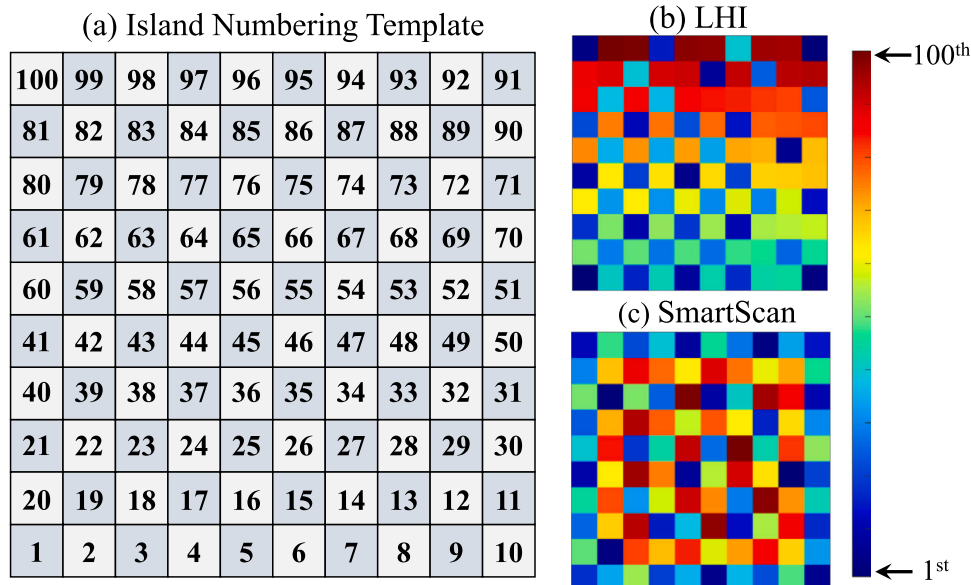 (a) Island Numbering Template
100 99 98 97 96 95 94 93 92 91
81 82 83 84 85 86 87 88 89 90
80 79 78 77 76 75 74 73 72 71
61 62 63 64 65 66 67 68 69 70
60 59 58 57 56 55 54 53 52 51
41 42 43 44 45 46 47 48 49 50
40 39 38 37 36 35 34 33 32 31
21 22 23 24 25 26 27 28 29 30
20 19 18 17 16 15 14 13 12 11
1 2 3 4 5 6 7 8 9 10
(b) LHI
(c) SmartScan
100th
1st